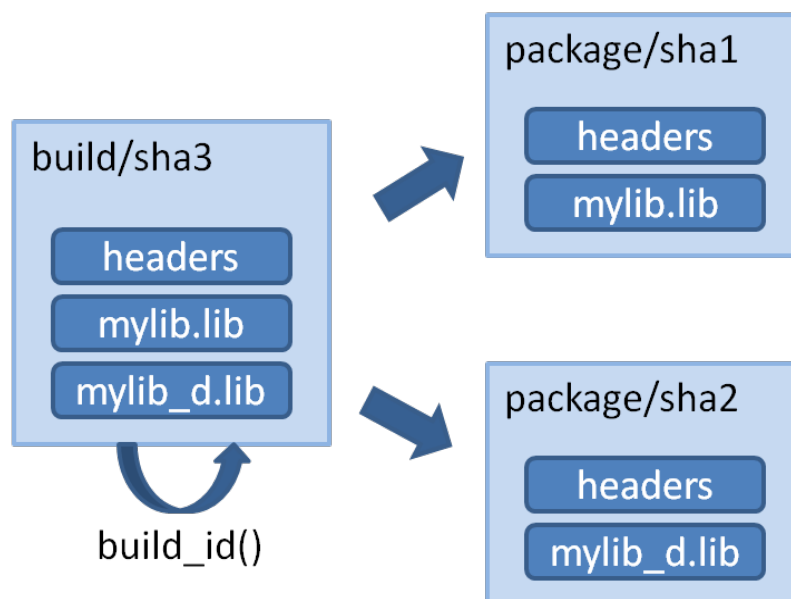 build/sha3
headers
mylib.lib
mylib_d.lib
build_id()
package/sha1
headers
mylib.lib
package/sha2
headers
mylib_d.lib